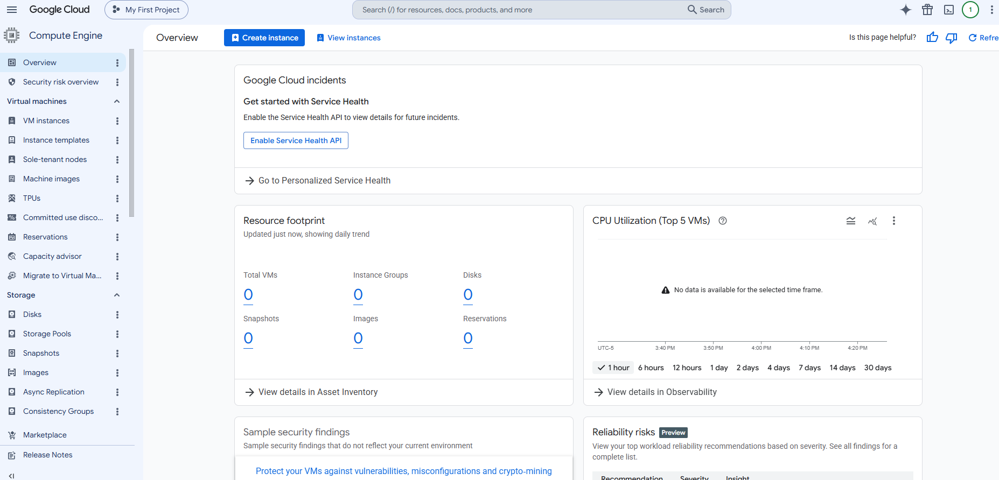 Google Cloud
My First Project
Search (/) for resources, docs, products, and more
Search
1
Compute Engine
Overview
Security risk overview
Virtual machines
VM instances
Instance templates
Sole-tenant nodes
Machine images
TPUs
Committed use disco...
Reservations
Capacity advisor
Migrate to Virtual Ma...
Storage
Disks
Storage Pools
Snapshots
Images
Async Replication
Consistency Groups
Marketplace
Release Notes
Overview
Create instance
View instances
Is this page helpful?
Refre
Google Cloud incidents
Get started with Service Health
Enable the Service Health API to view details for future incidents.
Enable Service Health API
Go to Personalized Service Health
Resource footprint
Updated just now, showing daily trend
Total VMs Instance Groups Disks
0 0 0
Snapshots Images Reservations
0 0 0
View details in Asset Inventory
CPU Utilization (Top 5 VMs)
No data is available for the selected time frame.
UTC-5 3:40 PM 3:50 PM 4:00 PM 4:10 PM 4:20 PM
1 hour 6 hours 12 hours 1 day 2 days 4 days 7 days 14 days 30 days
View details in Observability
Sample security findings
Sample security findings that do not reflect your current environment
Protect your VMs against vulnerabilities, misconfigurations and crypto-mining
Reliability risks Preview
View your top workload reliability recommendations based on severity. See all findings for a
complete list.
Recommendation Severity Insight